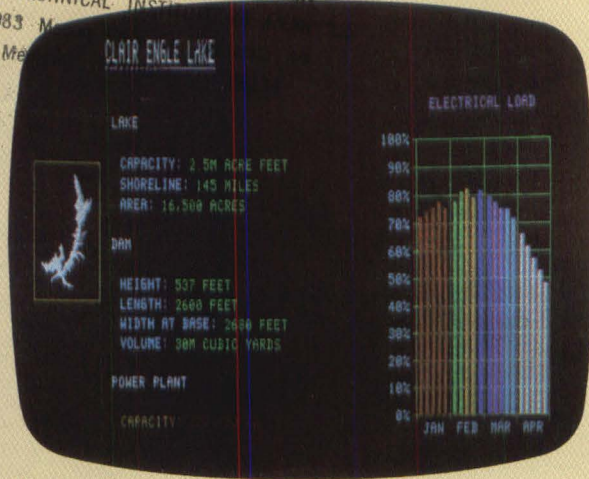 TECHNICAL
CLAIR ENGLE LAKE
LAKE
CAPACITY: 2.5M ACRE FEET
SHORELINE: 145 MILES
AREA: 16,500 ACRES
DAM
HEIGHT: 537 FEET
LENGTH: 2600 FEET
WIDTH AT BASE: 2600 FEET
VOLUME: 30M CUBIC YARDS
POWER PLANT
CAPACITY
ELECTRICAL LOAD
100%
90%
80%
70%
60%
50%
40%
30%
20%
10%
0%
JAN FEB MAR APR